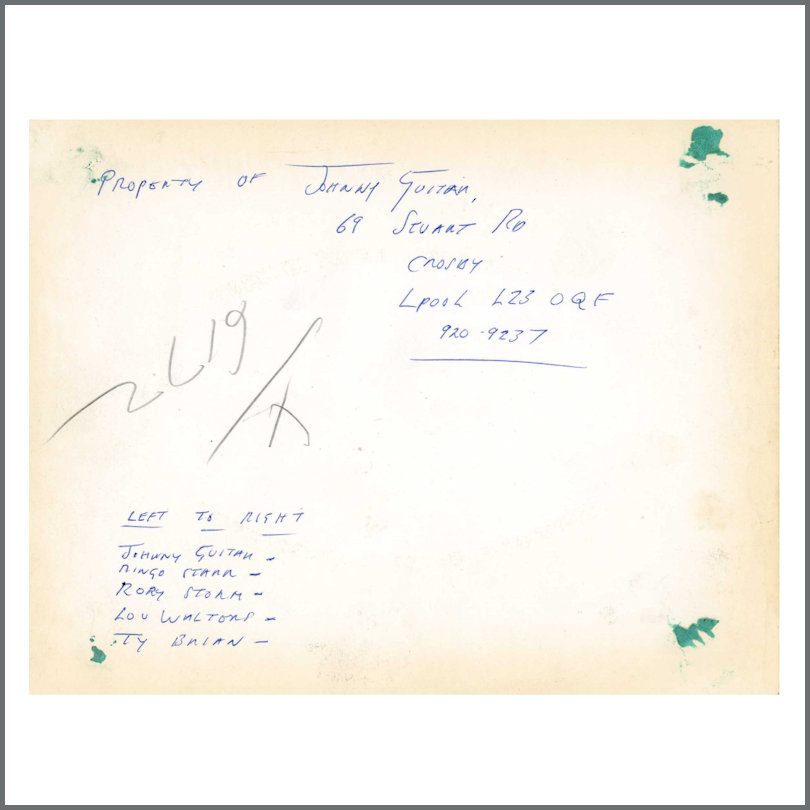 PROPERTY OF JOHNNY GUITAR,
69 STUART RD
CROSBY
LPOOL L23 0QF
920-9237
LEFT TO RIGHT
JOHNNY GUITAR -
RINGO STARR -
RORY STORM -
LOU WALTERS -
TY BRIAN -